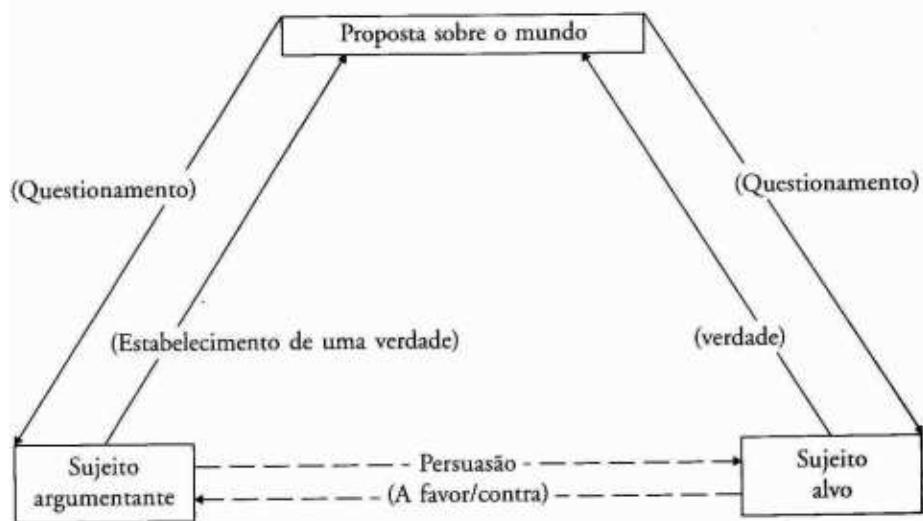 Proposta sobre o mundo
(Questionamento)
(Questionamento)
(Estabelecimento de uma verdade)
(verdade)
Sujeito
argumentante
Persuasão
(A favor/contra)
Sujeito
alvo